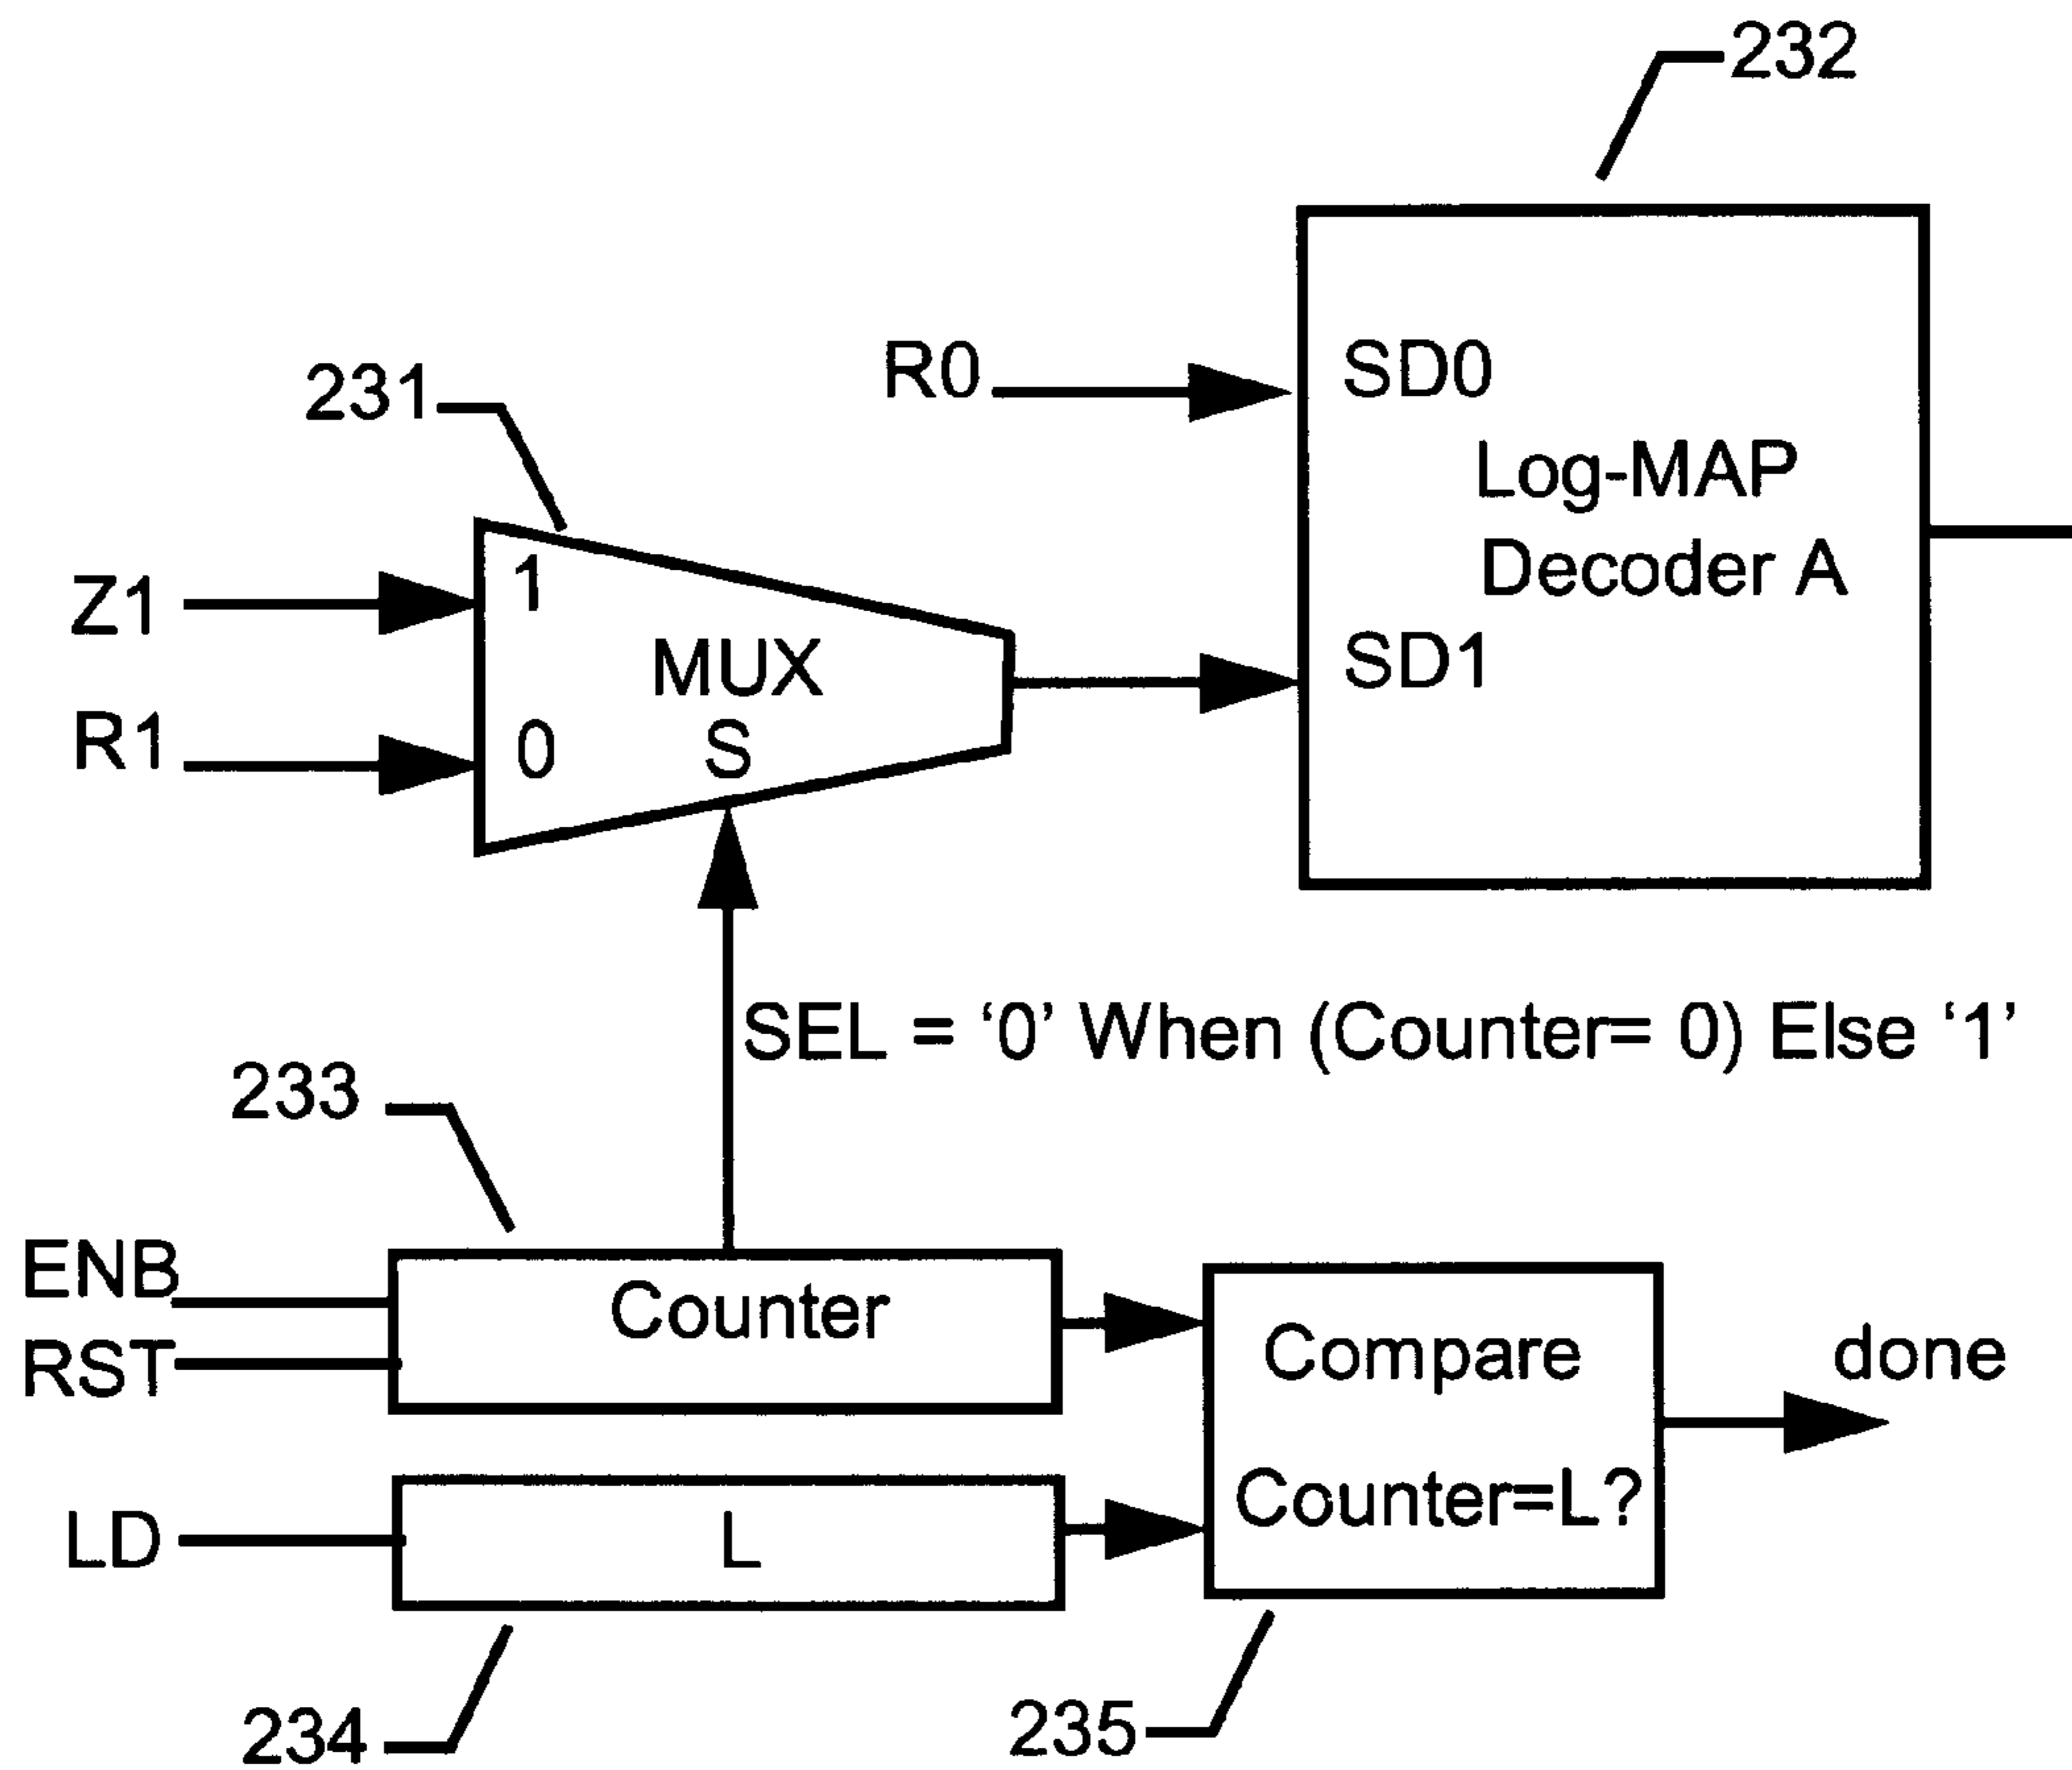 232
231
R0
SD0
Log-MAP
Decoder A
SD1
Z1
1
MUX
R1
0
S
SEL = ‘0’ When (Counter= 0) Else ‘1’
233
ENB
RST
Counter
Compare
Counter=L?
done
LD
L
234
235